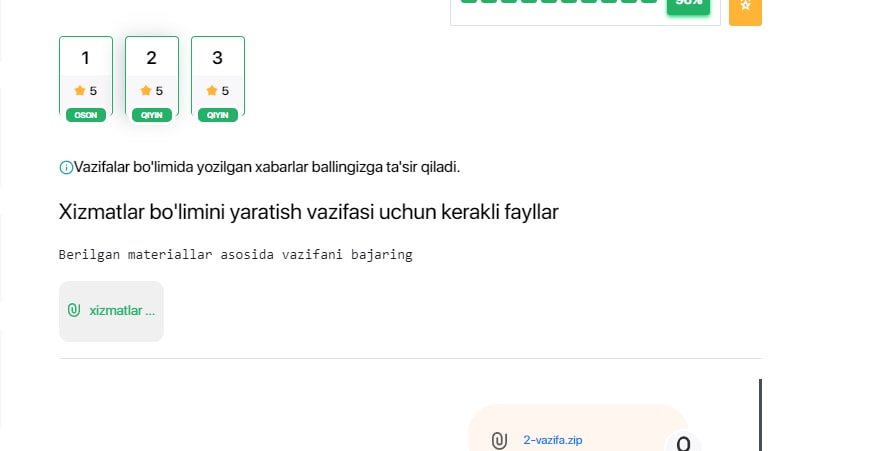 90%
1 2 3
5 5 5
OSON QIYIN QIYIN
Vazifalar bo'limida yozilgan xabarlar ballingizga ta'sir qiladi.
Xizmatlar bo'limini yaratish vazifasi uchun kerakli fayllar
Berilgan materiallar asosida vazifani bajaring
xizmatlar ...
2-vazifa.zip